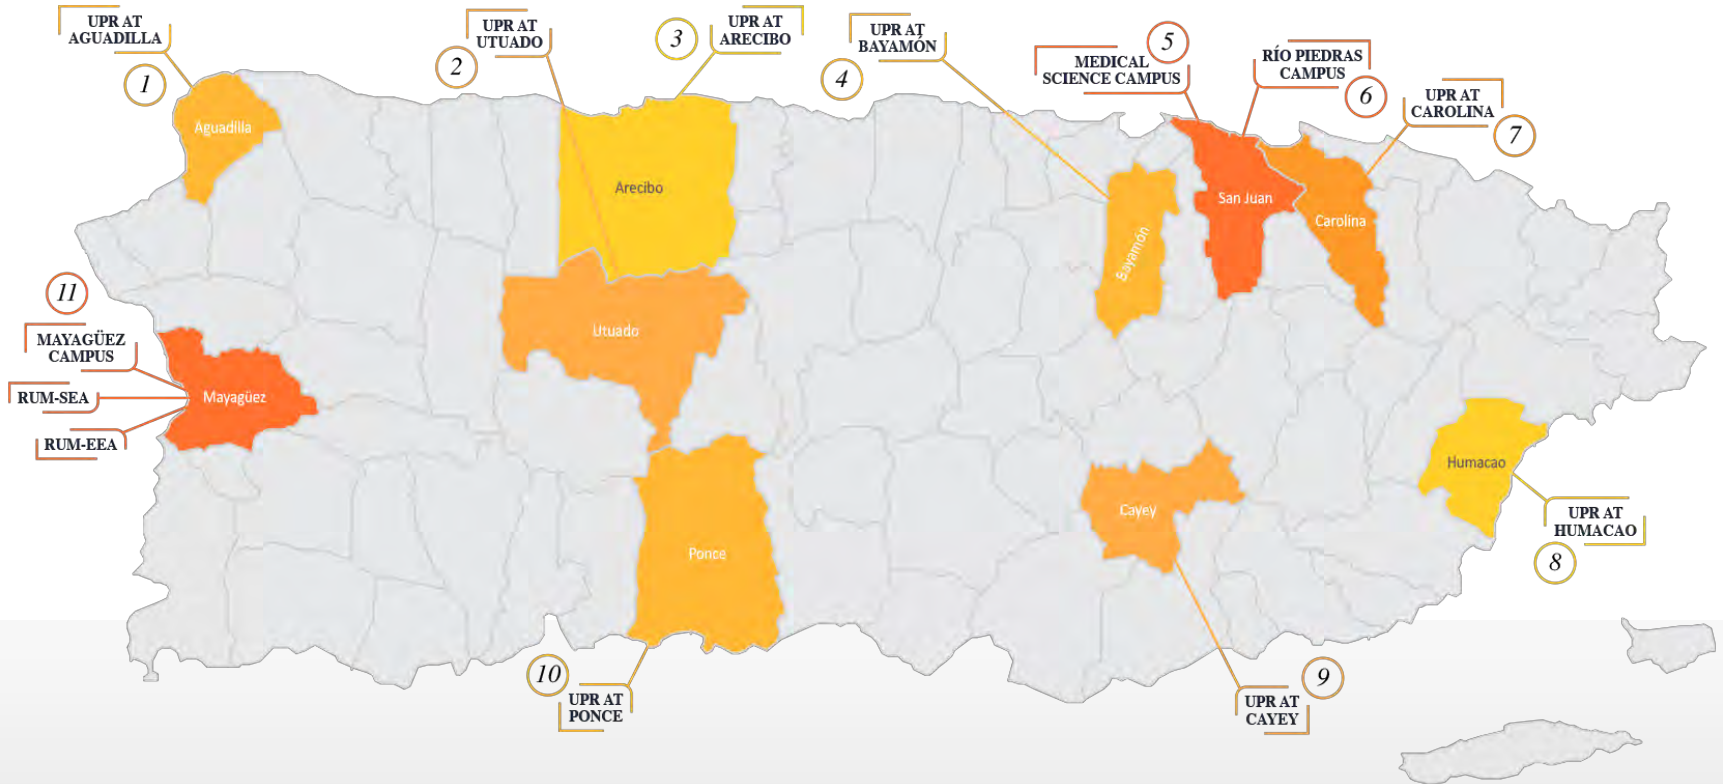 UPR AT
AGUADILLA
1
UPR AT
UTUADO
2
3
UPR AT
ARECIBO
UPR AT
BAYAMÓN
4
5
MEDICAL
SCIENCE CAMPUS
RÍO PIEDRAS
CAMPUS
6
UPR AT
CAROLINA
7
Aguadilla
Arecibo
San Juan
Carolina
Bayamón
Utuado
11
MAYAGÜEZ
CAMPUS
RUM-SEA
RUM-EEA
Mayagüez
Humacao
UPR AT
HUMACAO
8
Cayey
Ponce
10
UPR AT
PONCE
9
UPR AT
CAYEY